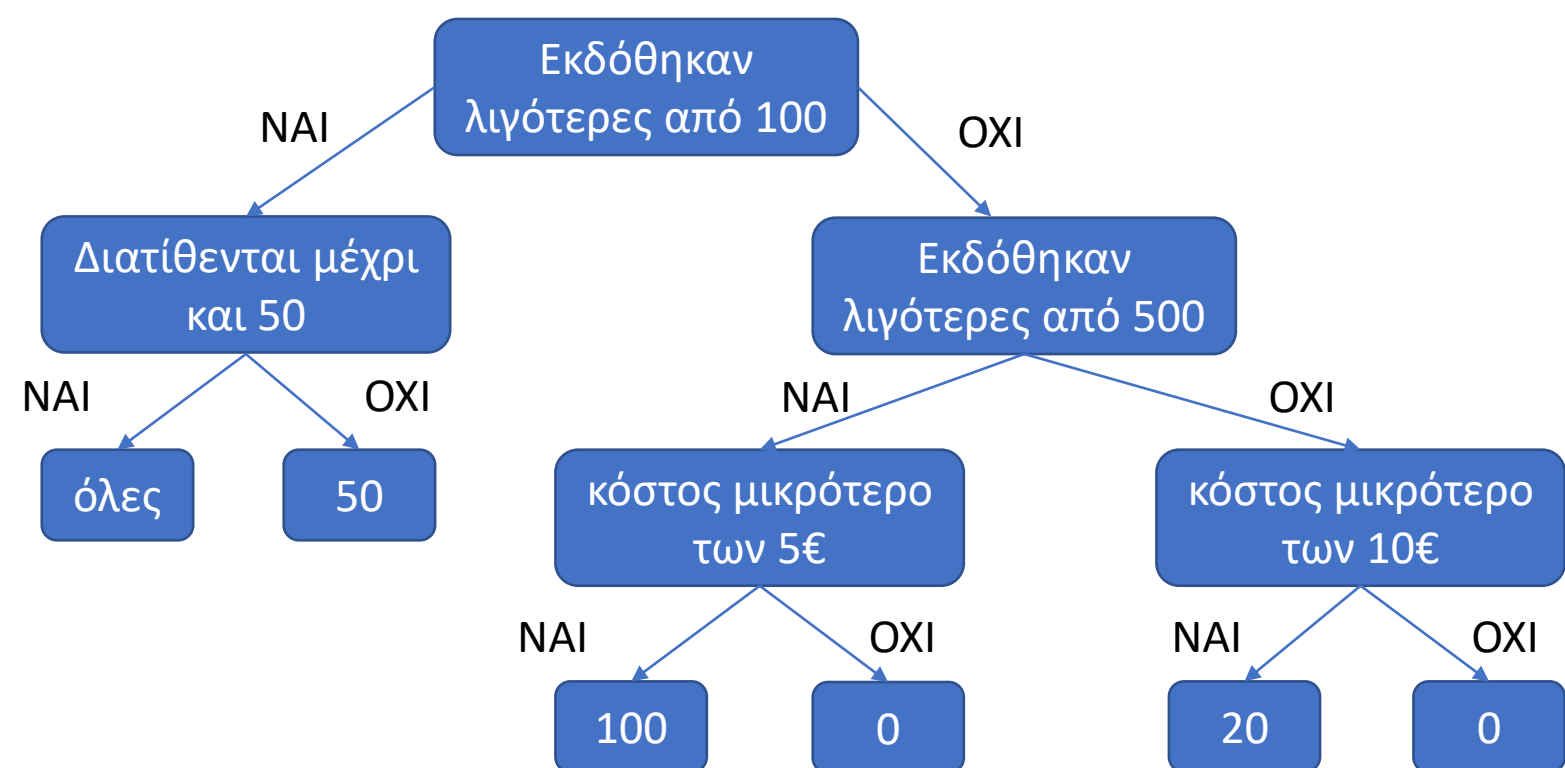 Εκδόθηκαν
λιγότερες από 100
ΝΑΙ
ΟΧΙ
Διατίθενται μέχρι
και 50
Εκδόθηκαν
λιγότερες από 500
ΝΑΙ
ΟΧΙ
ΝΑΙ
ΟΧΙ
όλες
50
κόστος μικρότερο
των 5€
κόστος μικρότερο
των 10€
ΝΑΙ
ΟΧΙ
ΝΑΙ
ΟΧΙ
100
0
20
0